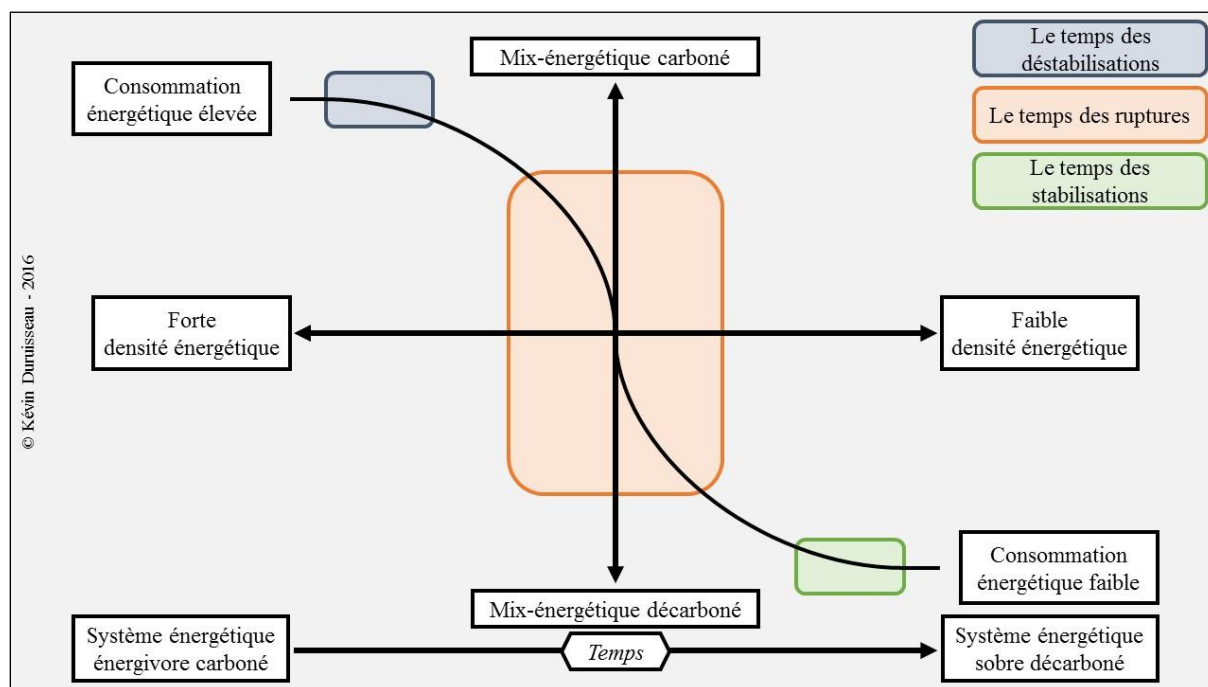 Mix-énergétique carboné
Le temps des
déstabilisations
Consommation
énergétique élevée
Le temps des ruptures
Le temps des
stabilisations
Forte
densité énergétique
Faible
densité énergétique
© Kévin Duruisseau - 2016
Consommation
énergétique faible
Mix-énergétique décarboné
Système énergétique
énergivore carboné
Temps
Système énergétique
sobre décarboné